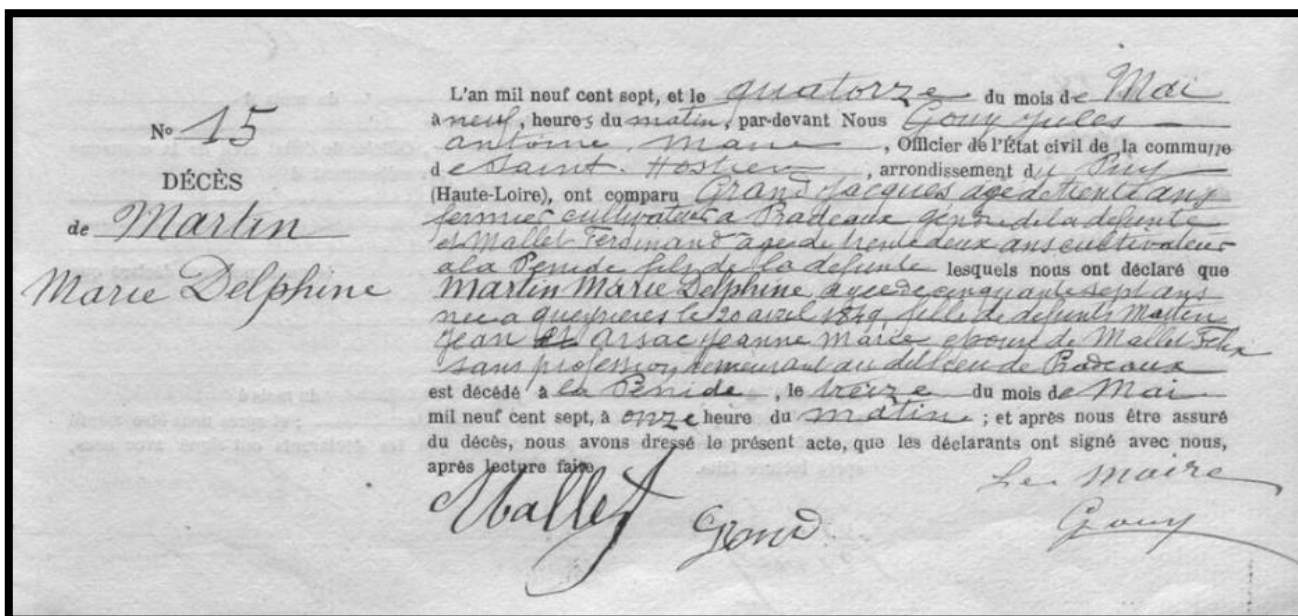 N° 15
DÉCÈS
de Martin
Marie Delphine
L'an mil neuf cent sept, et le quatorze du mois de Mai
à neuf, heures du matin, par-devant Nous Gouy Jules
antoine Marie, Officier de l'État civil de la commune
de Saint-Hostien, arrondissement du Puy
(Haute-Loire), ont comparu Grand Jacques agé de trente ans
fermier cultivateur a Pradeaux gendre de la defunte
et Mallet Ferdinand age de trente deux ans cultivateur
a la Penide fils de la defunte lesquels nous ont déclaré que
Martin Marie Delphine, agee de cinquante sept ans
nee a queyrieres le 20 avril 1849, fille de defunts Martin
Jean et Arsac Jeanne Marie epouse de Mallet Felix
sans profession demeurant au dit lieu de Pradeaux
est décédé à la Penide, le treize du mois de Mai
mil neuf cent sept, à onze heure du matin ; et après nous être assuré
du décès, nous avons dressé le présent acte, que les déclarants ont signé avec nous,
après lecture faite.
Le Maire
Mallet Grand Gouy